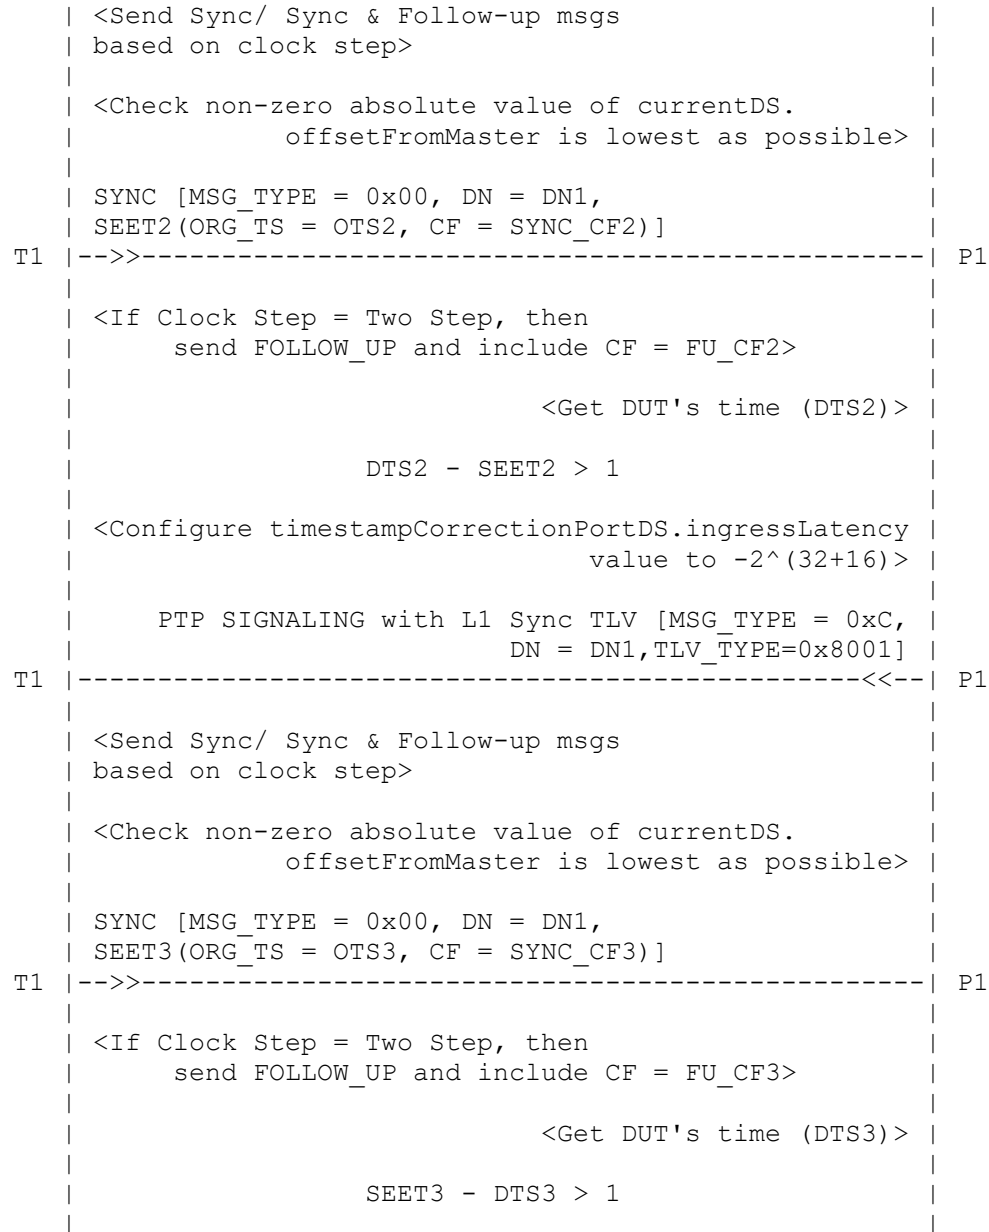 | <Send Sync/ Sync & Follow-up msgs |
| based on clock step> |
| |
| <Check non-zero absolute value of currentDS. |
| offsetFromMaster is lowest as possible> |
| |
| SYNC [MSG_TYPE = 0x00, DN = DN1, |
| SEET2(ORG_TS = OTS2, CF = SYNC_CF2)] |
T1 |-->>-------------------------------------------------| P1
| |
| <If Clock Step = Two Step, then |
| send FOLLOW_UP and include CF = FU_CF2> |
| |
| <Get DUT's time (DTS2)> |
| |
| DTS2 - SEET2 > 1 |
| |
| <Configure timestampCorrectionPortDS.ingressLatency |
| value to -2^(32+16)> |
| |
| PTP SIGNALING with L1 Sync TLV [MSG_TYPE = 0xC, |
| DN = DN1,TLV_TYPE=0x8001] |
T1 |-------------------------------------------------<<--| P1
| |
| <Send Sync/ Sync & Follow-up msgs |
| based on clock step> |
| |
| <Check non-zero absolute value of currentDS. |
| offsetFromMaster is lowest as possible> |
| |
| SYNC [MSG_TYPE = 0x00, DN = DN1, |
| SEET3(ORG_TS = OTS3, CF = SYNC_CF3)] |
T1 |-->>-------------------------------------------------| P1
| |
| <If Clock Step = Two Step, then |
| send FOLLOW_UP and include CF = FU_CF3> |
| |
| <Get DUT's time (DTS3)> |
| |
| SEET3 - DTS3 > 1 |
| |